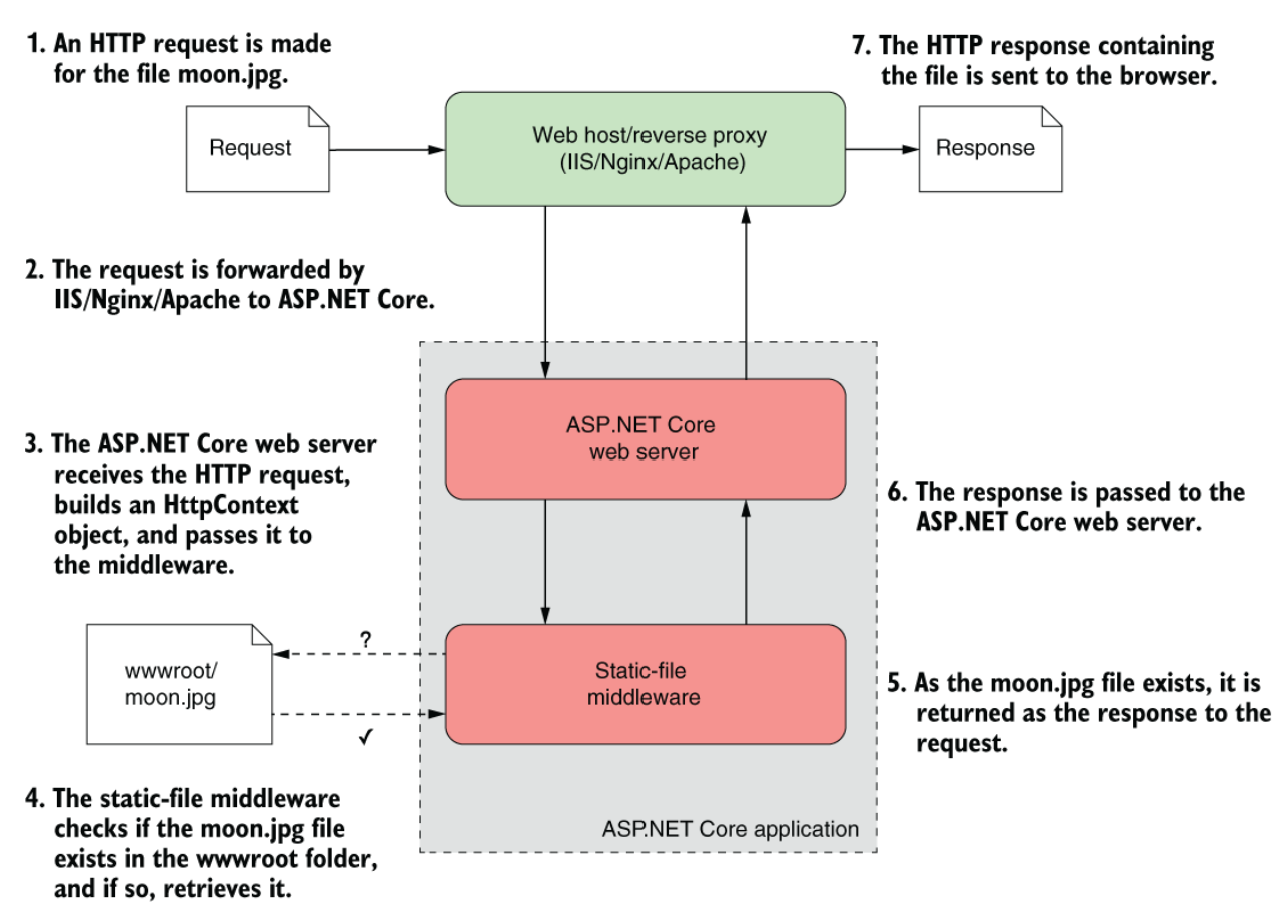 1. An HTTP request is made
for the file moon.jpg.
7. The HTTP response containing
the file is sent to the browser.
Request
Web host/reverse proxy
(IIS/Nginx/Apache)
Response
2. The request is forwarded by
IIS/Nginx/Apache to ASP.NET Core.
ASP.NET Core
web server
3. The ASP.NET Core web server
receives the HTTP request,
builds an HttpContext
object, and passes it to
the middleware.
6. The response is passed to the
ASP.NET Core web server.
?
wwwroot/
moon.jpg
✓
Static-file
middleware
5. As the moon.jpg file exists, it is
returned as the response to the
request.
4. The static-file middleware
checks if the moon.jpg file
exists in the wwwroot folder,
and if so, retrieves it.
ASP.NET Core application